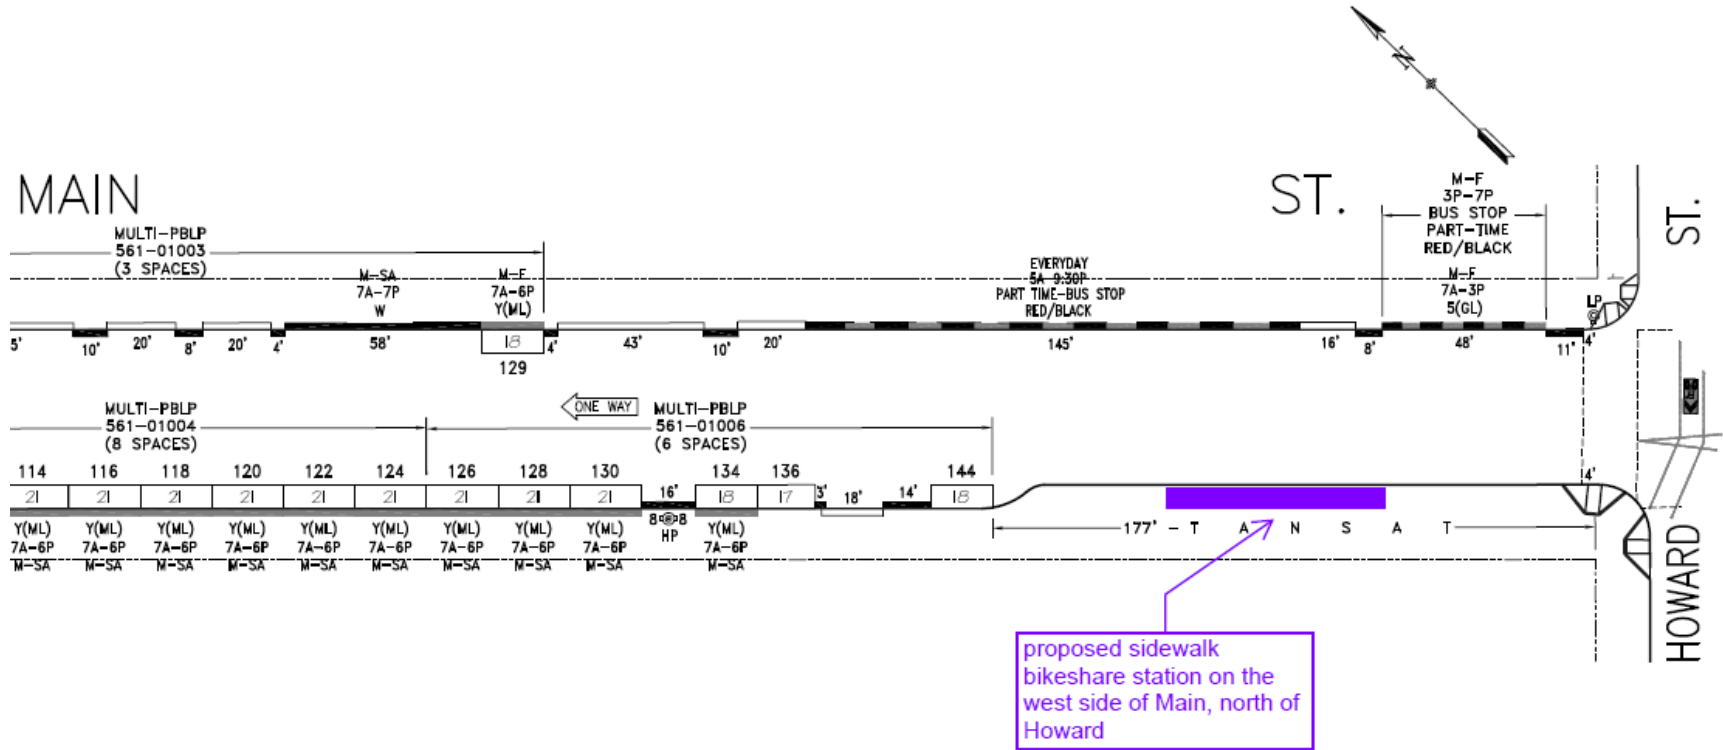 N
MAIN ST.
M-F
3P-7P
BUS STOP
PART-TIME
RED/BLACK
ST.
MULTI-PBLP
561-01003
(3 SPACES)
M-SA
7A-7P
W
M-F
7A-6P
Y(ML)
EVERYDAY
5A-9:30P
PART TIME-BUS STOP
RED/BLACK
M-F
7A-3P
5(GL)
LP
5' 10' 20' 8' 20' 4' 58' 18 4' 43' 10' 20' 145' 16' 8' 48' 11' 4'
129
MULTI-PBLP
561-01004
(8 SPACES)
ONE WAY
MULTI-PBLP
561-01006
(6 SPACES)
114 116 118 120 122 124 126 128 130 134 136 144
21 21 21 21 21 21 21 21 21 16' 18 17 3' 18' 14' 18 4'
8 8
HP
Y(ML) Y(ML) Y(ML) Y(ML) Y(ML) Y(ML) Y(ML) Y(ML) Y(ML) Y(ML)
7A-6P 7A-6P 7A-6P 7A-6P 7A-6P 7A-6P 7A-6P 7A-6P 7A-6P 7A-6P
M-SA M-SA M-SA M-SA M-SA M-SA M-SA M-SA M-SA M-SA
177' - T A N S A T
HOWARD
proposed sidewalk
bikeshare station on the
west side of Main, north of
Howard